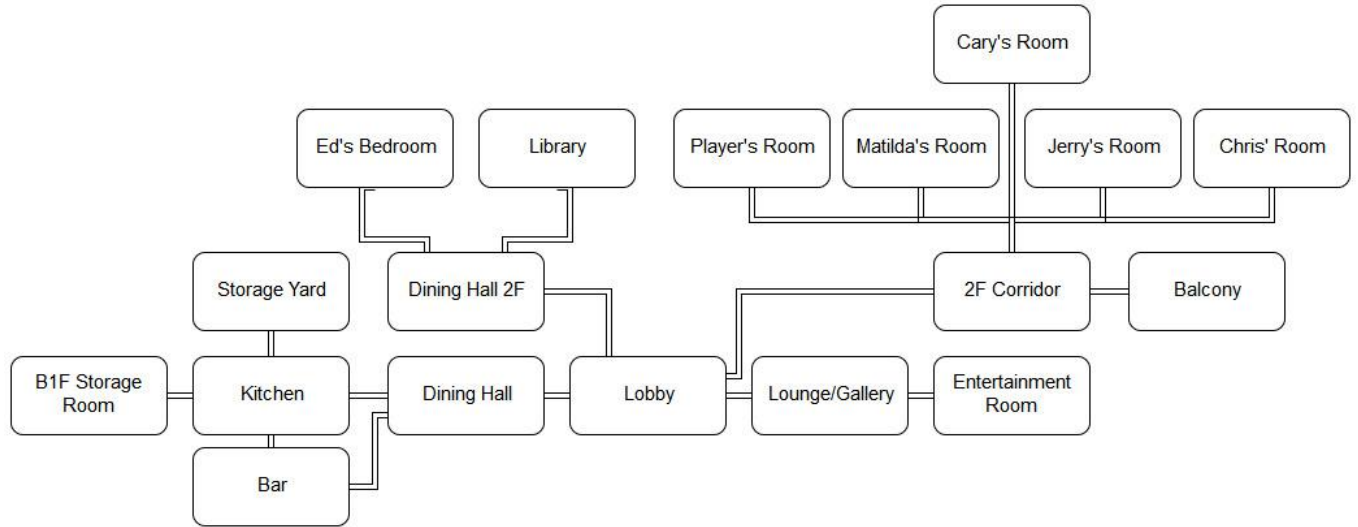 Cary's Room
Ed's Bedroom
Library
Player's Room
Matilda's Room
Jerry's Room
Chris' Room
Storage Yard
Dining Hall 2F
2F Corridor
Balcony
B1F Storage
Room
Kitchen
Dining Hall
Lobby
Lounge/Gallery
Entertainment
Room
Bar